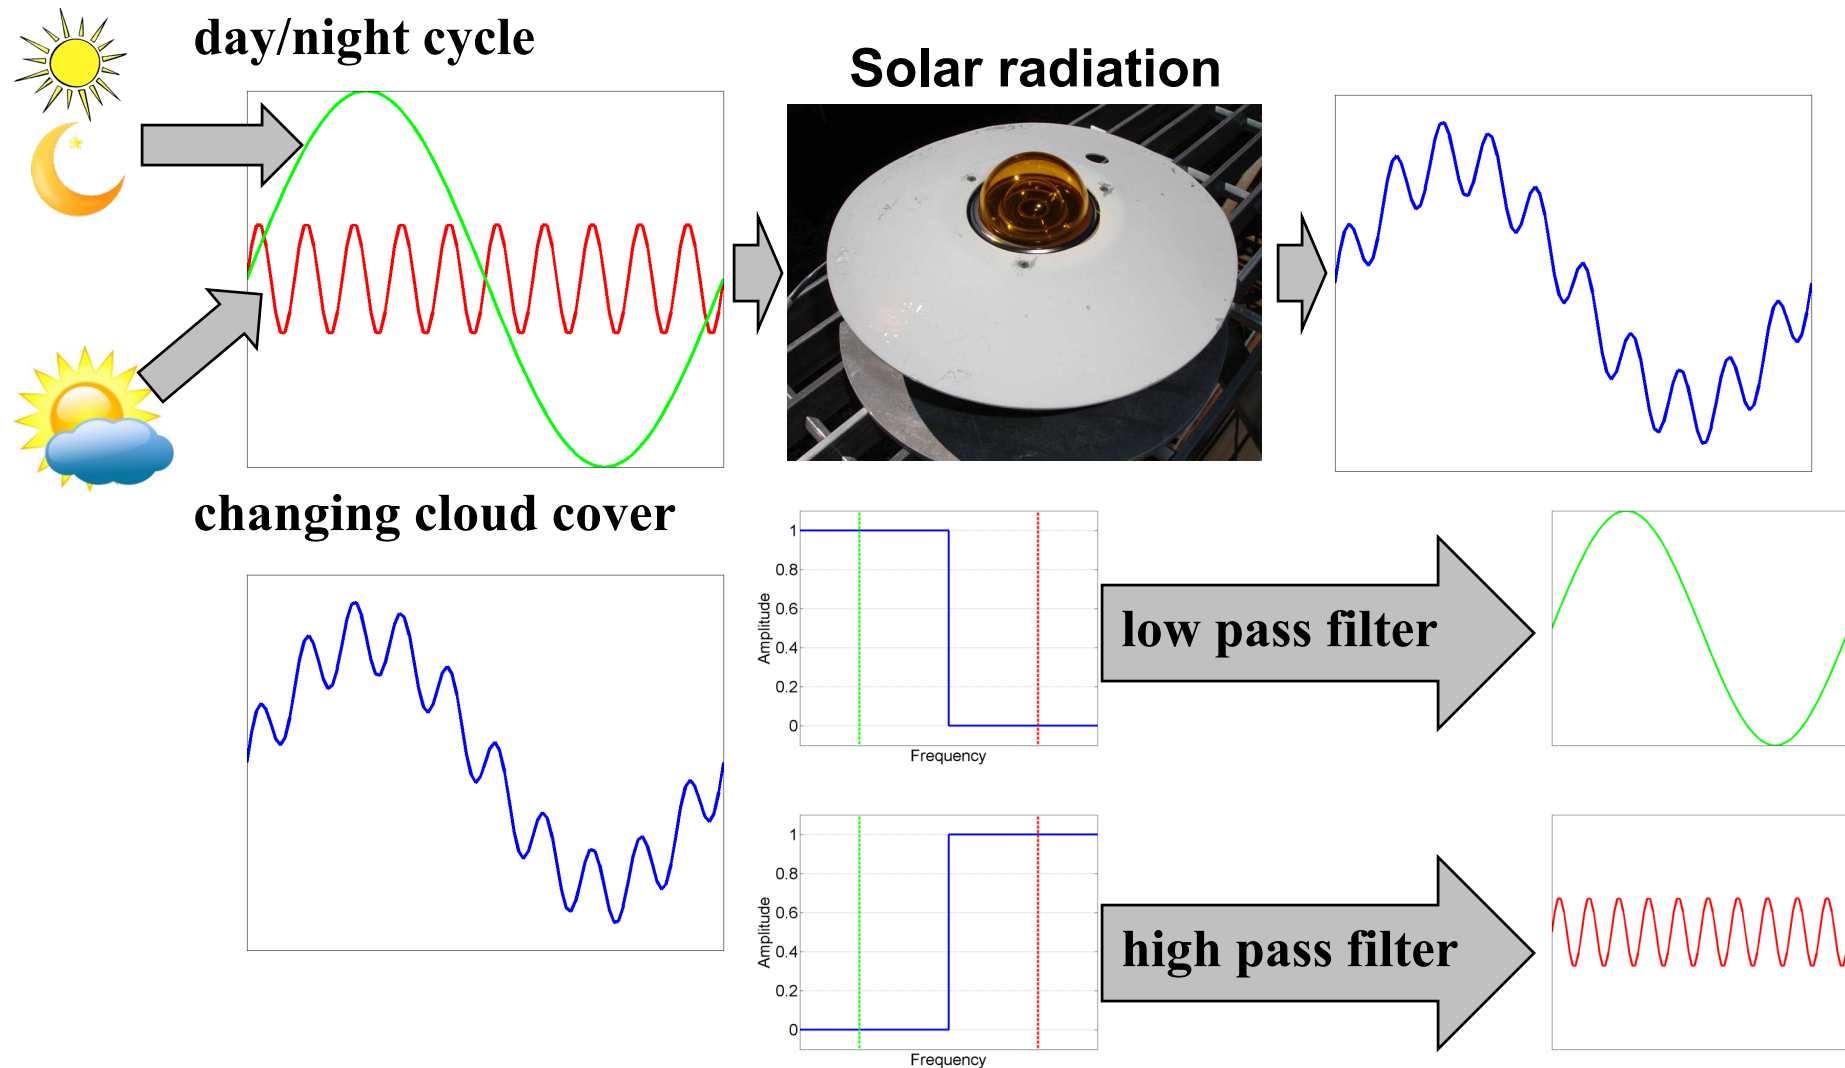 day/night cycle
Solar radiation
changing cloud cover
1
0.8
0.6
0.4
0.2
0
Amplitude
Frequency
low pass filter
1
0.8
0.6
0.4
0.2
0
Amplitude
Frequency
high pass filter